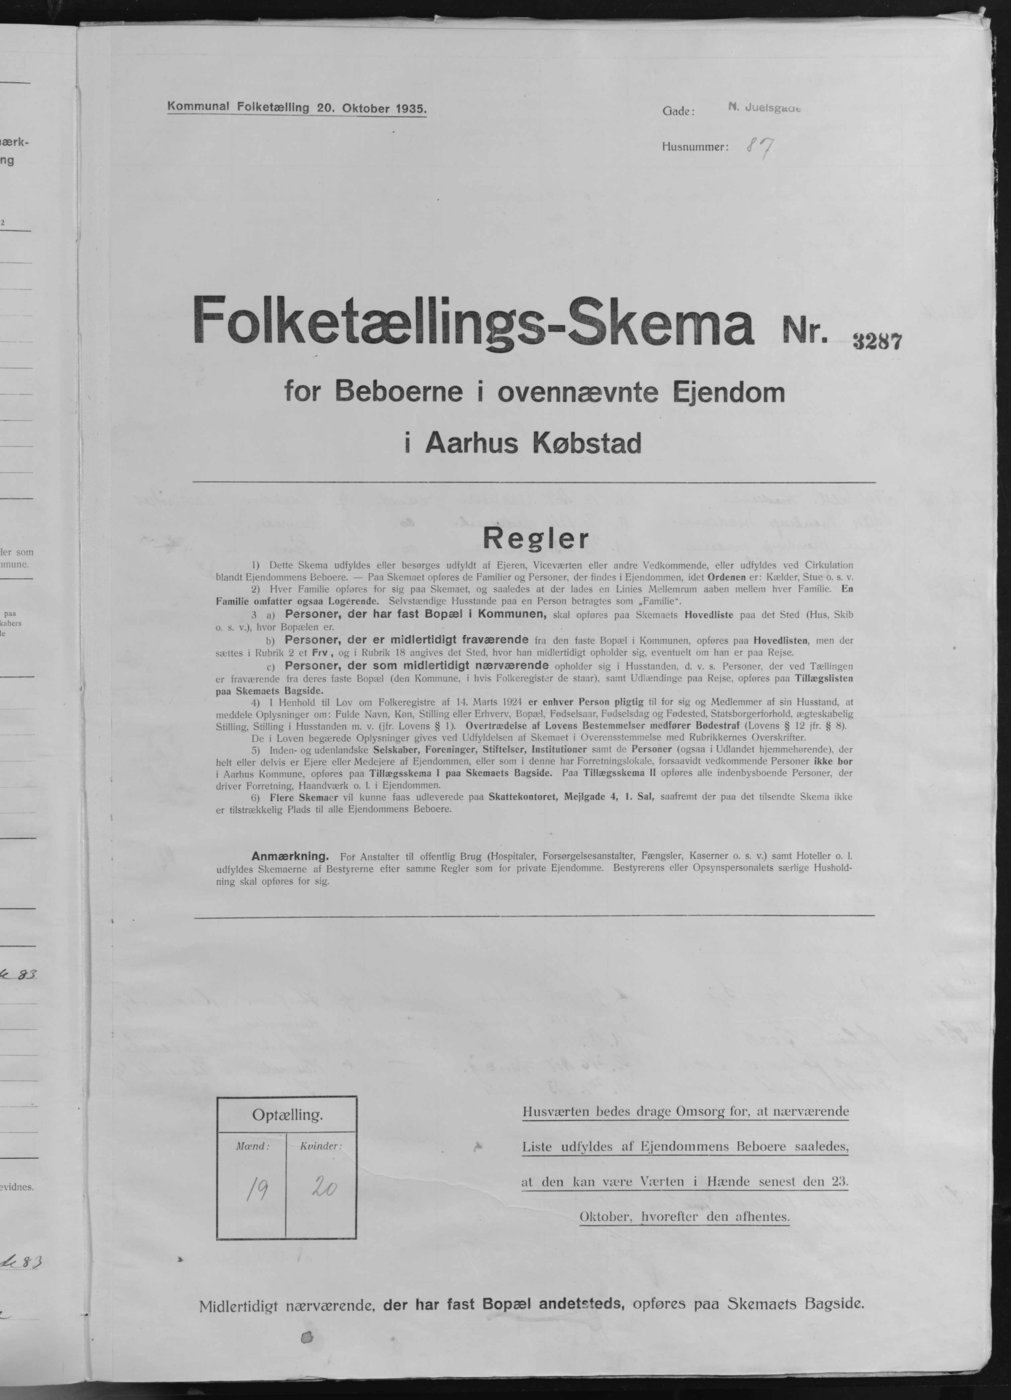 Kommunal Folketælling 20. Oktober 1935.
Gade: N. Juelsgade
Husnummer: 87
Folketællings-Skema Nr. 3287
for Beboerne i ovennævnte Ejendom
i Aarhus Købstad
Regler
1) Dette Skema udfyldes eller besørges udfyldt af Ejeren, Viceværten eller andre Vedkommende, eller udfyldes ved Cirkulation
blandt Ejendommens Beboere. — Paa Skemaet opføres de Familier og Personer, der findes i Ejendommen, idet Ordenen er: Kælder, Stue o. s. v.
2) Hver Familie opføres for sig paa Skemaet, og saaledes at der lades en Linies Mellemrum aaben mellem hver Familie. En
Familie omfatter ogsaa Logerende. Selvstændige Husstande paa en Person betragtes som „Familie“.
3 a) Personer, der har fast Bopæl i Kommunen, skal opføres paa Skemaets Hovedliste paa det Sted (Hus, Skib
o. s. v.), hvor Bopælen er.
b) Personer, der er midlertidigt fraværende fra den faste Bopæl i Kommunen, opføres paa Hovedlisten, men der
sættes i Rubrik 2 et Frv, og i Rubrik 18 angives det Sted, hvor han midlertidigt opholder sig, eventuelt om han er paa Rejse.
c) Personer, der som midlertidigt nærværende opholder sig i Husstanden, d. v. s. Personer, der ved Tællingen
er fraværende fra deres faste Bopæl (den Kommune, i hvis Folkeregister de staar), samt Udlændinge paa Rejse, opføres paa Tillægslisten
paa Skemaets Bagside.
4) I Henhold til Lov om Folkeregistre af 14. Marts 1924 er enhver Person pligtig til for sig og Medlemmer af sin Husstand, at
meddele Oplysninger om: Fulde Navn, Køn, Stilling eller Erhverv, Bopæl, Fødselsaar, Fødselsdag og Fødested, Statsborgerforhold, ægteskabelig
Stilling, Stilling i Husstanden m. v. (jfr. Lovens § 1). Overtrædelse af Lovens Bestemmelser medfører Bødestraf (Lovens § 12 jfr. § 8).
De i Loven begærede Oplysninger gives ved Udfyldelsen af Skemaet i Overensstemmelse med Rubrikkernes Overskrifter.
5) Inden- og udenlandske Selskaber, Foreninger, Stiftelser, Institutioner samt de Personer (ogsaa i Udlandet hjemmehørende), der
helt eller delvis er Ejere eller Medejere af Ejendommen, eller som i denne har Forretningslokale, forsaavidt vedkommende Personer ikke bor
i Aarhus Kommune, opføres paa Tillægsskema I paa Skemaets Bagside. Paa Tillægsskema II opføres alle indenbysboende Personer, der
driver Forretning, Haandværk o. l. i Ejendommen.
6) Flere Skemaer vil kunne faas udleverede paa Skattekontoret, Mejlgade 4, 1. Sal, saafremt der paa det tilsendte Skema ikke
er tilstrækkelig Plads til alle Ejendommens Beboere.
Anmærkning. For Anstalter til offentlig Brug (Hospitaler, Forsørgelsesanstalter, Fængsler, Kaserner o. s. v.) samt Hoteller o. l.
udfyldes Skemaerne af Bestyrerne efter samme Regler som for private Ejendomme. Bestyrerens eller Opsynspersonalets særlige Hushold-
ning skal opføres for sig.
Optælling.
Mænd: Kvinder:
19 20
Husværten bedes drage Omsorg for, at nærværende
Liste udfyldes af Ejendommens Beboere saaledes,
at den kan være Værten i Hænde senest den 23.
Oktober, hvorefter den afhentes.
Midlertidigt nærværende, der har fast Bopæl andetsteds, opføres paa Skemaets Bagside.